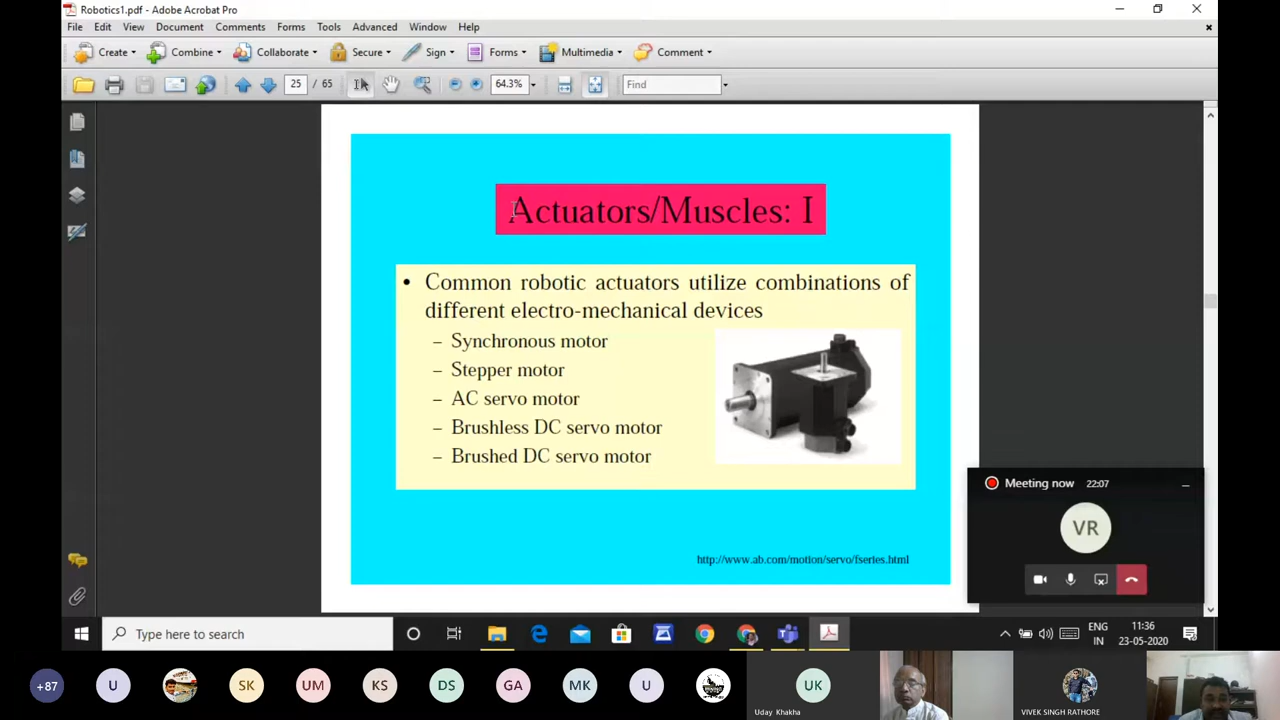 Robotics1.pdf - Adobe Acrobat Pro
File Edit View Document Comments Forms Tools Advanced Window Help
Create Combine Collaborate Secure Sign Forms Multimedia Comment
25 / 65 64.3% Find
Actuators/Muscles: I
• Common robotic actuators utilize combinations of
different electro-mechanical devices
– Synchronous motor
– Stepper motor
– AC servo motor
– Brushless DC servo motor
– Brushed DC servo motor
http://www.ab.com/motion/servo/fseries.html
Meeting now 22:07
VR
Type here to search
ENG
IN
11:36
23-05-2020
+87 U SK UM KS DS GA MK U UK
Uday Khakha
VIVEK SINGH RATHORE